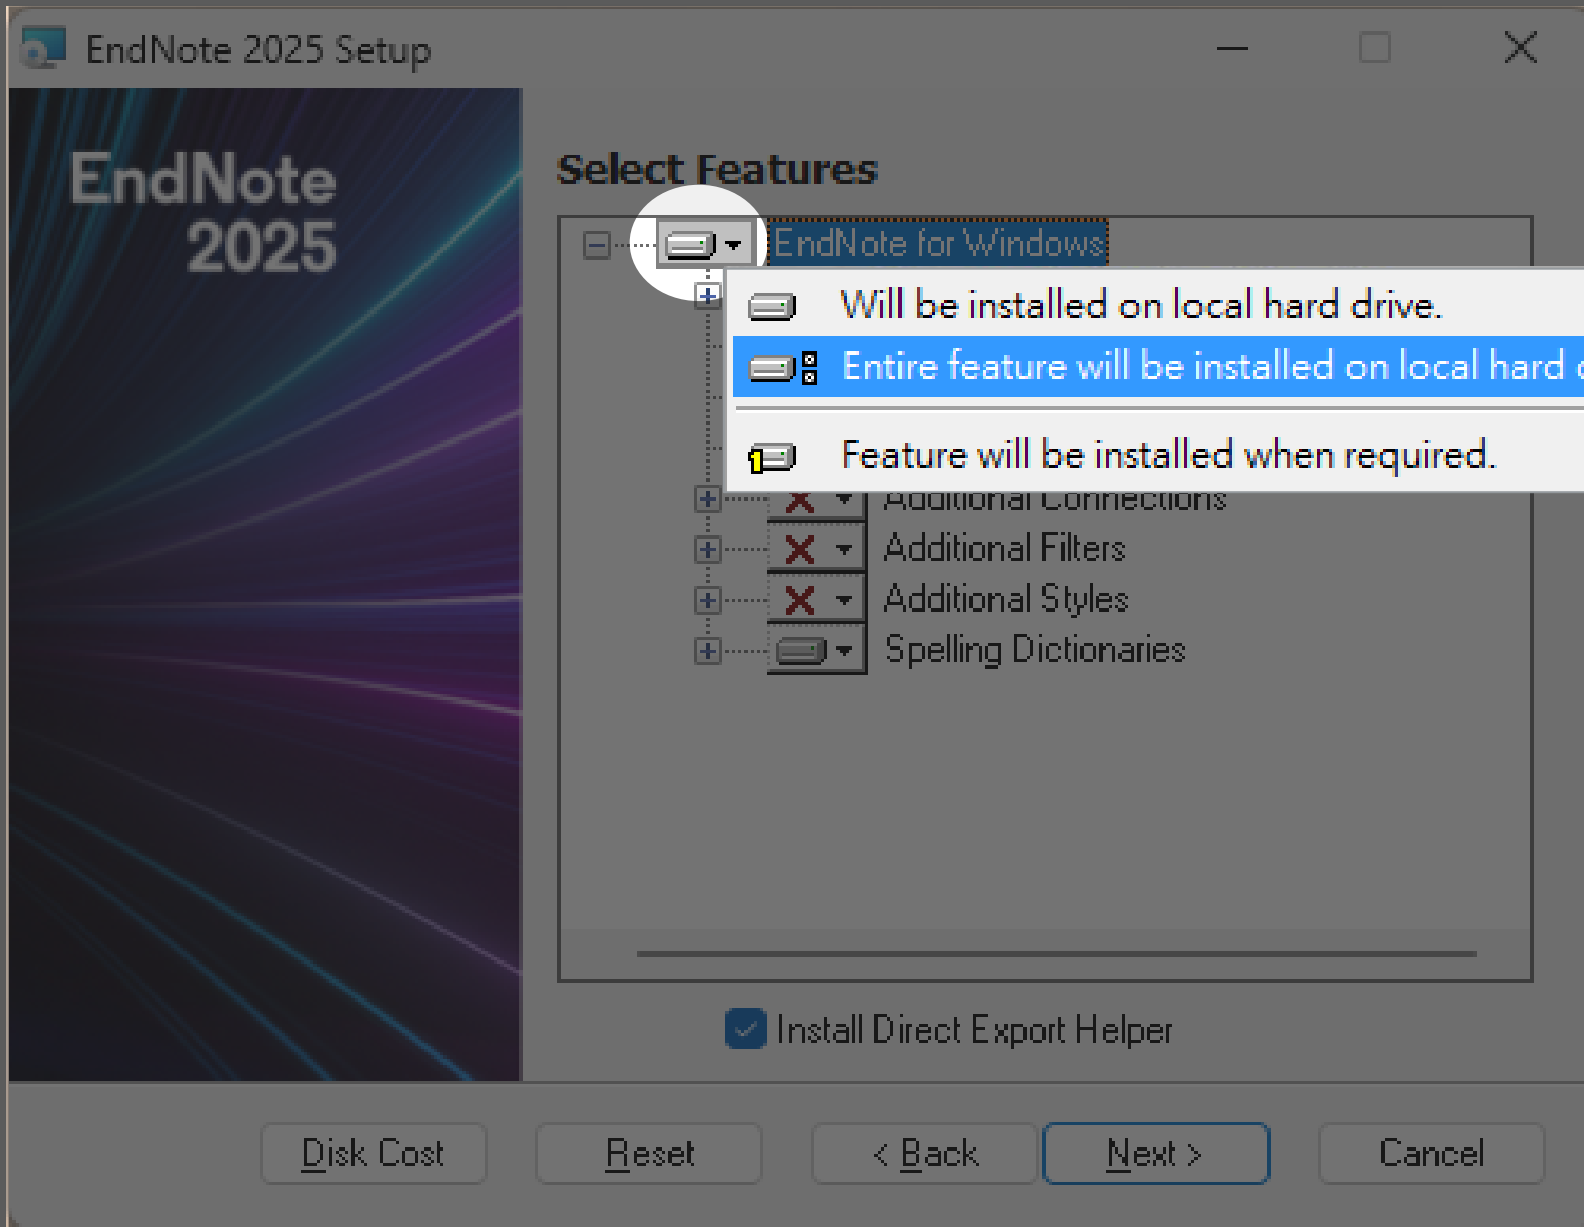 EndNote 2025 Setup
EndNote
2025
Select Features
EndNote for Windows
Will be installed on local hard drive.
Entire feature will be installed on local hard
Feature will be installed when required.
Additional Connections
Additional Filters
Additional Styles
Spelling Dictionaries
Install Direct Export Helper
Disk Cost
Reset
< Back
Next >
Cancel